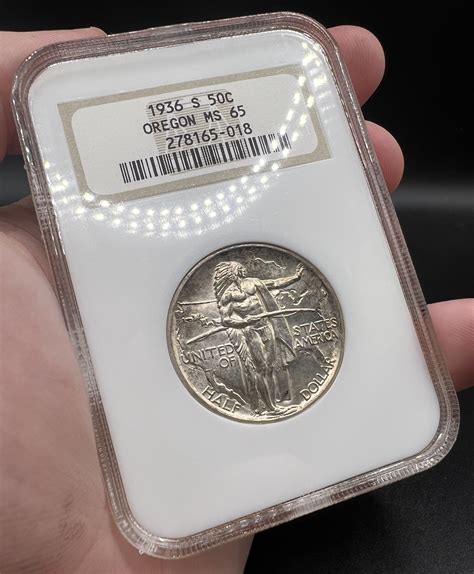 1936 S 50C
OREGON MS 65
278165-018
UNITED STATES
OF AMERICA
HALF DOLLAR